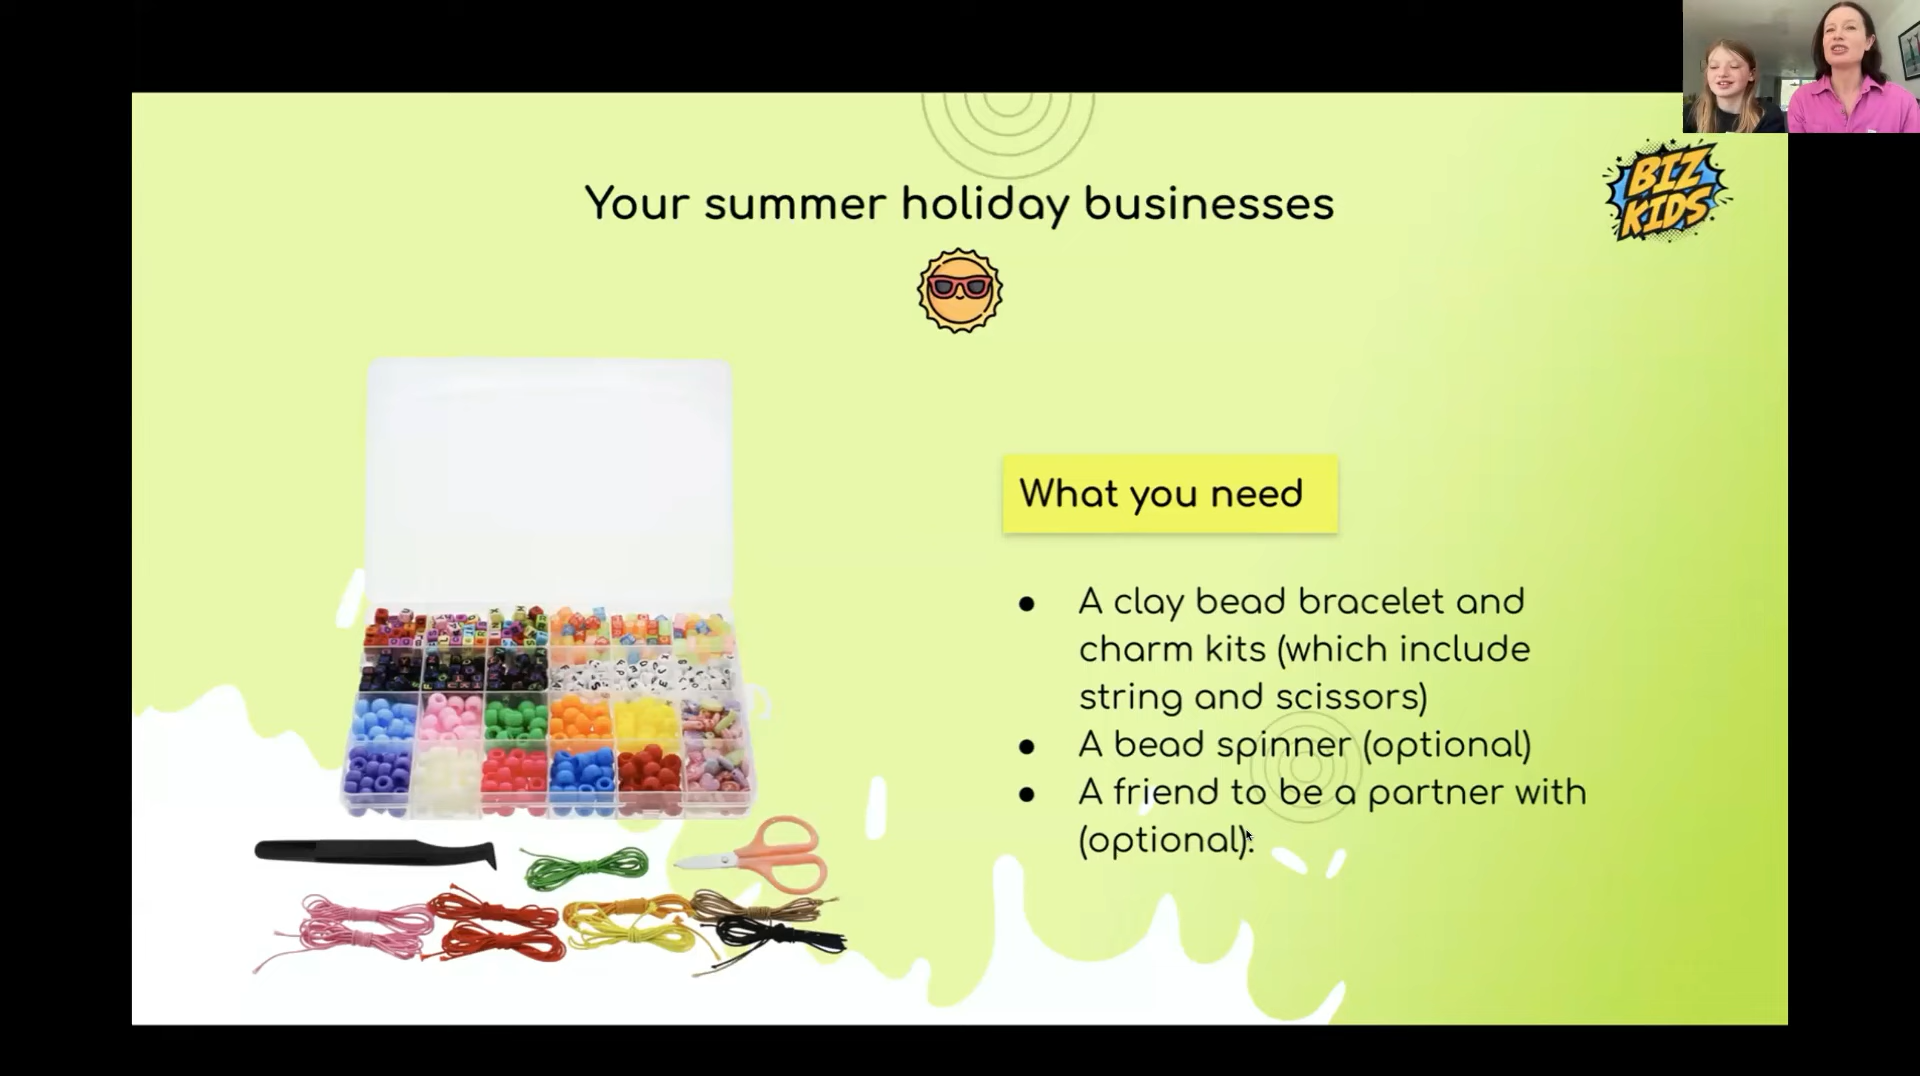 Your summer holiday businesses
BIZ
KIDS
What you need
● A clay bead bracelet and
charm kits (which include
string and scissors)
● A bead spinner (optional)
● A friend to be a partner with
(optional).